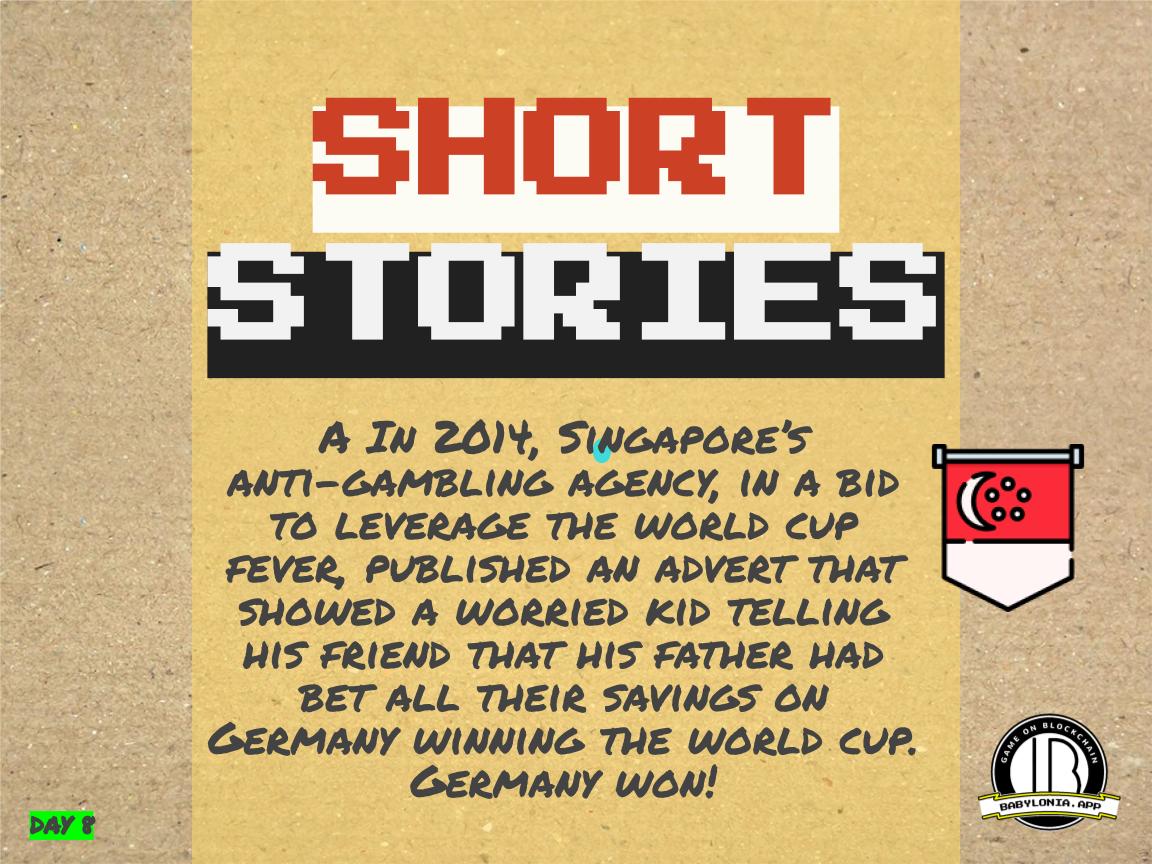 SHORT
STORIES
A In 2014, Singapore's
anti-gambling agency, in a bid
to leverage the world cup
fever, published an advert that
showed a worried kid telling
his friend that his father had
bet all their savings on
Germany winning the world cup.
Germany won!
GAME ON BLOCKCHAIN
BABYLONIA.APP
DAY 8